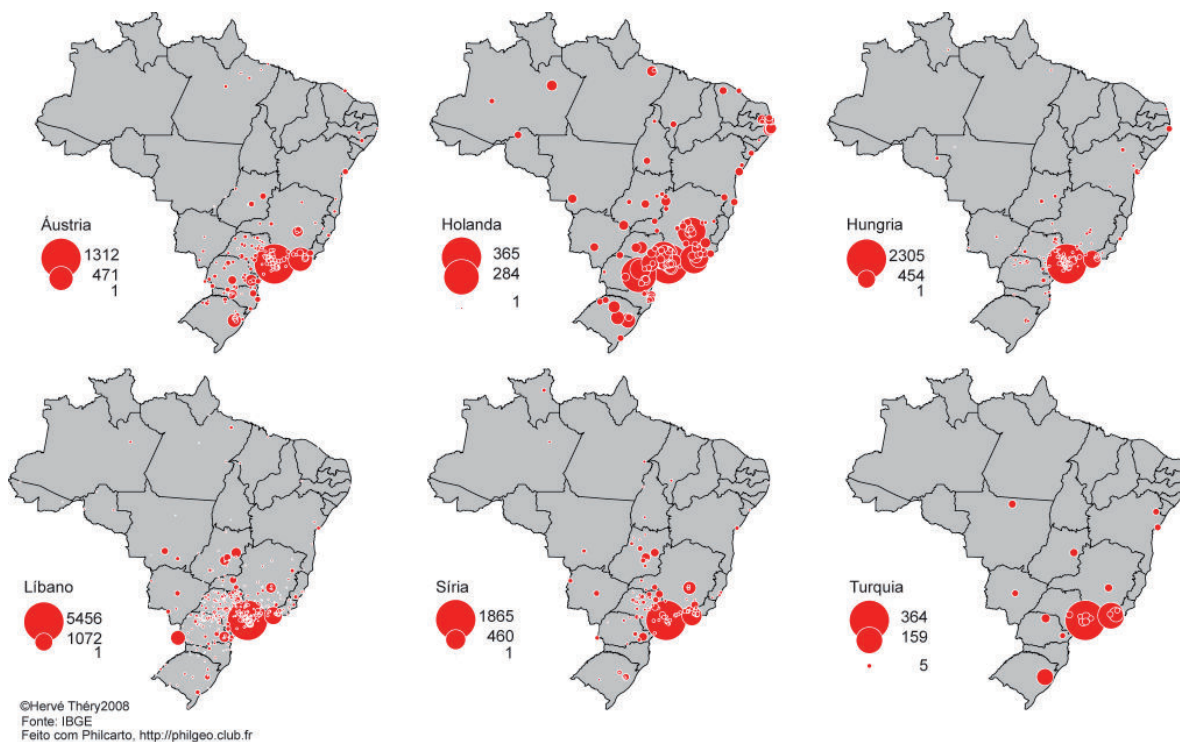 Áustria
1312
471
1
Holanda
365
284
1
Hungria
2305
454
1
Líbano
5456
1072
1
Síria
1865
460
1
Turquia
364
159
5
©Hervé Théry2008
Fonte: IBGE
Feito com Philcarto, http://philgeo.club.fr